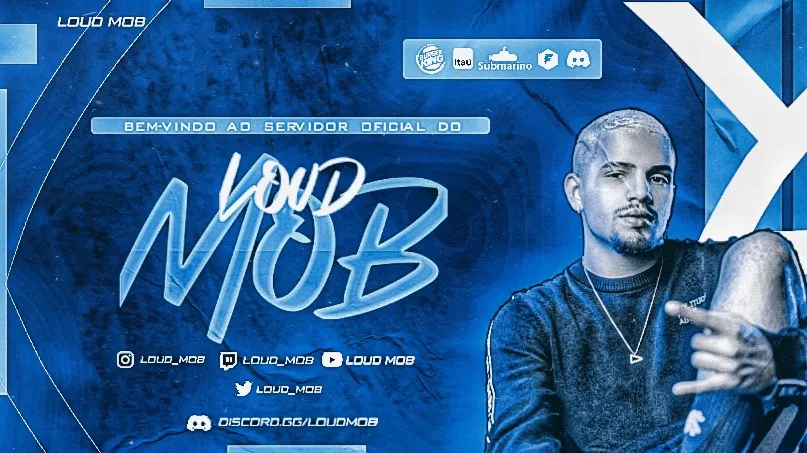 LOUD MOB
BURGER KING
Itaú
Submarino
BEM-VINDO AO SERVIDOR OFICIAL DO
LOUD
MOB
LOUD_MOB
LOUD_MOB
LOUD MOB
LOUD_MOB
DISCORD.GG/LOUDMOB